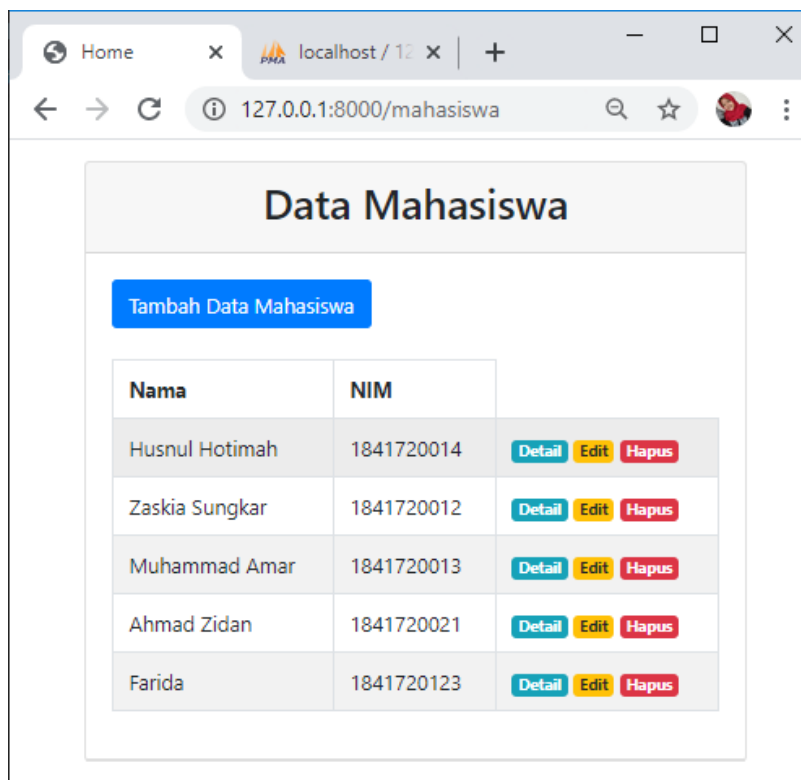 Home
PMA localhost / 12
127.0.0.1:8000/mahasiswa
Data Mahasiswa
Tambah Data Mahasiswa
Nama NIM
Husnul Hotimah 1841720014 Detail Edit Hapus
Zaskia Sungkar 1841720012 Detail Edit Hapus
Muhammad Amar 1841720013 Detail Edit Hapus
Ahmad Zidan 1841720021 Detail Edit Hapus
Farida 1841720123 Detail Edit Hapus